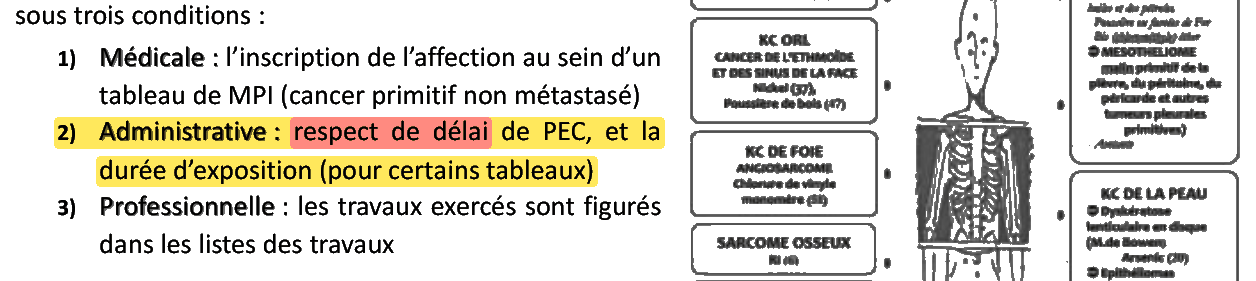 sous trois conditions :
1) Médicale : l’inscription de l’affection au sein d’un
tableau de MPI (cancer primitif non métastasé)
2) Administrative : respect de délai de PEC, et la
durée d’exposition (pour certains tableaux)
3) Professionnelle : les travaux exercés sont figurés
dans les listes des travaux
KC ORL
CANCER DE L’ETHMOÏDE
ET DES SINUS DE LA FACE
Nickel (37),
Poussière de bois (47)
KC DE FOIE
ANGIOSARCOME
Chlorure de vinyle
monomère (51)
SARCOME OSSEUX
RI (6)
MESOTHELIOME
malin primitif de la
plèvre, du péritoine, du
péricarde et autres
tumeurs pleurales
primitives)
KC DE LA PEAU
Dyskératose
lenticulaire en disque
(M.de Bowen)
Arsenic (20)
Epithéliomas